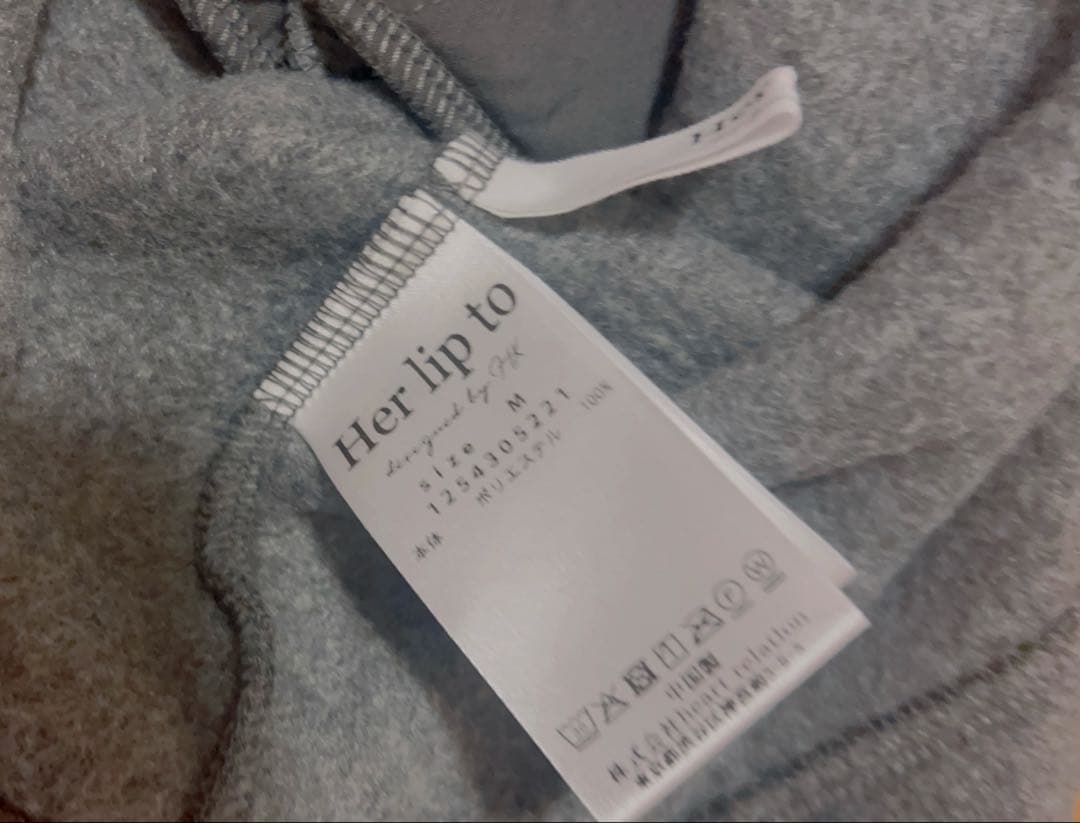 Her lip to
designed by HK
size M
1254305221
本体 ポリエステル 100%
中国製
株式会社heart relation